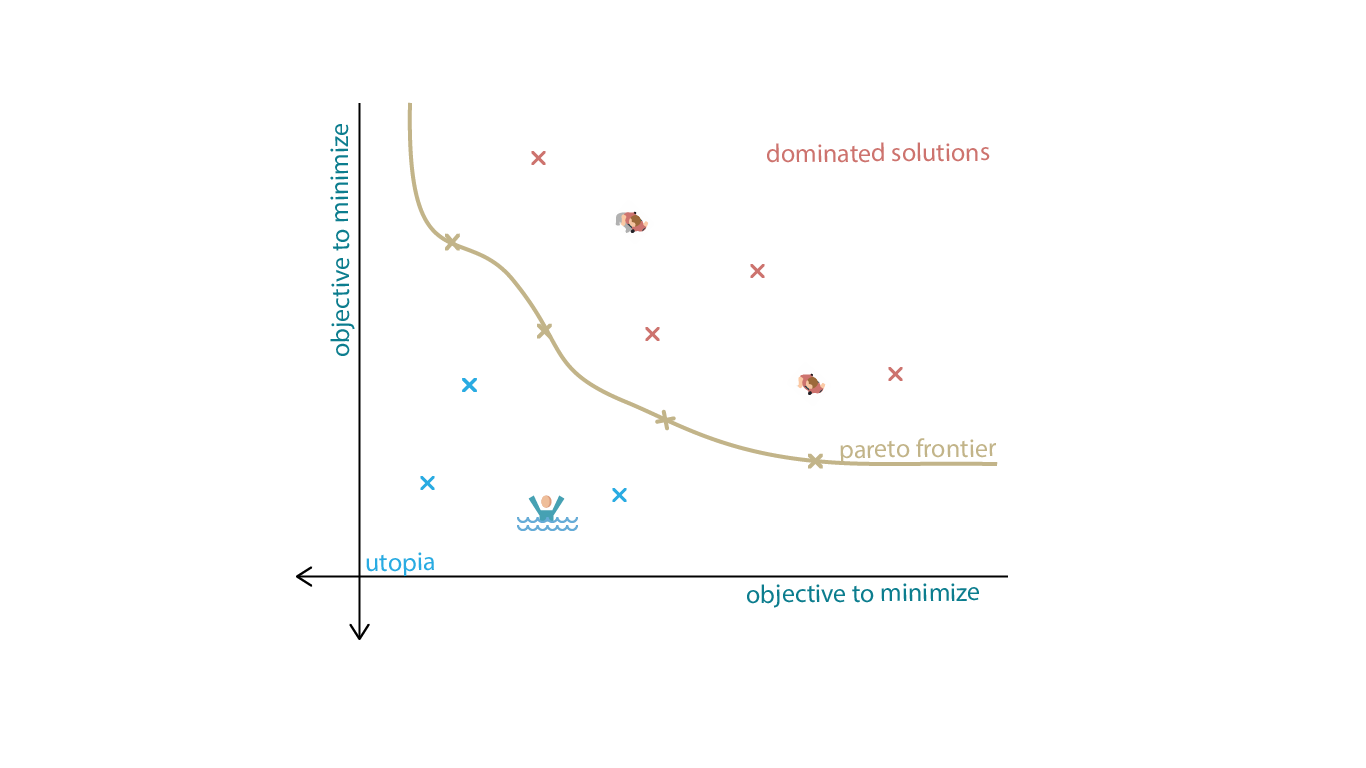 objective to minimize
dominated solutions
pareto frontier
utopia
objective to minimize